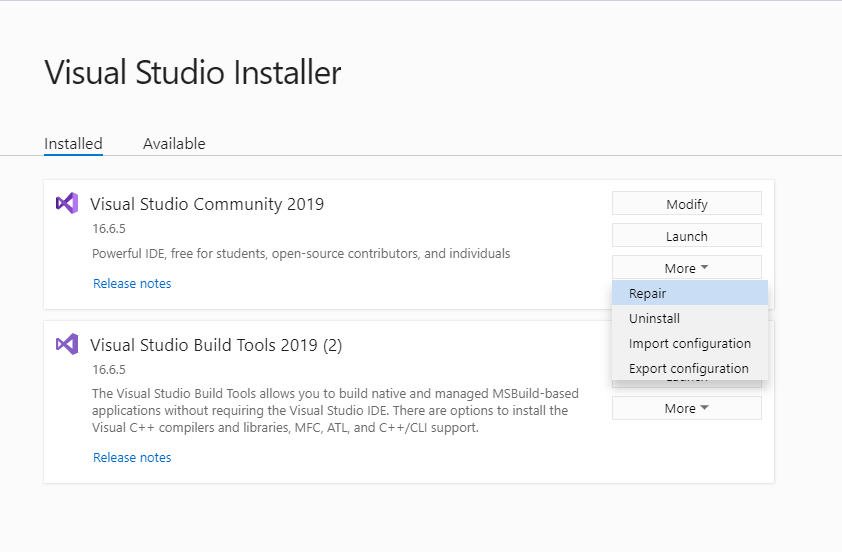 Visual Studio Installer
Installed
Available
Visual Studio Community 2019
16.6.5
Powerful IDE, free for students, open-source contributors, and individuals
Release notes
Modify
Launch
More
Repair
Uninstall
Import configuration
Export configuration
Visual Studio Build Tools 2019 (2)
16.6.5
The Visual Studio Build Tools allows you to build native and managed MSBuild-based
applications without requiring the Visual Studio IDE. There are options to install the
Visual C++ compilers and libraries, MFC, ATL, and C++/CLI support.
Release notes
Launch
More